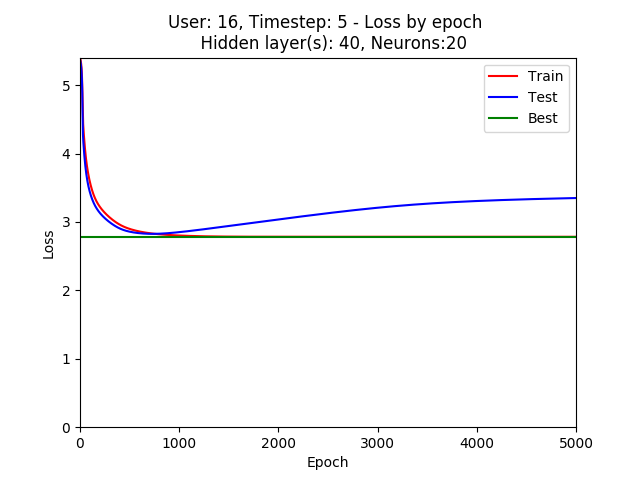 User: 16, Timestep: 5 - Loss by epoch
Hidden layer(s): 40, Neurons:20
Train
Test
Best
5
4
3
2
1
0
Loss
0
1000
2000
3000
4000
5000
Epoch